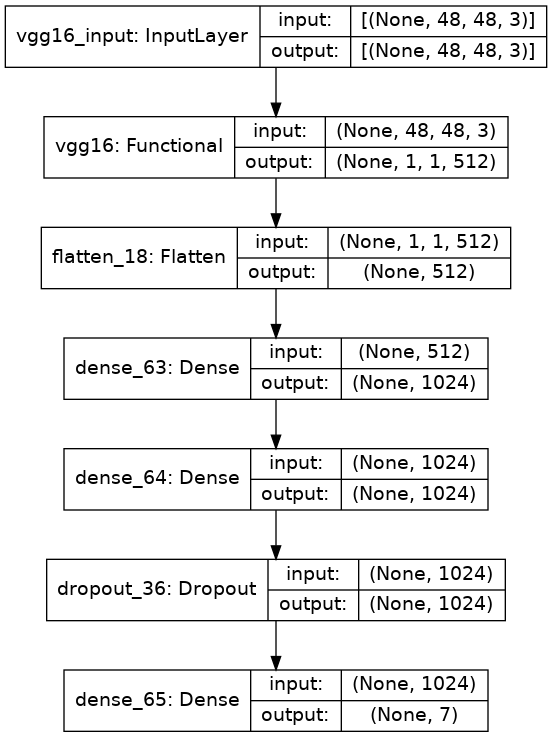 vgg16_input: InputLayer
input: [(None, 48, 48, 3)]
output: [(None, 48, 48, 3)]
vgg16: Functional
input: (None, 48, 48, 3)
output: (None, 1, 1, 512)
flatten_18: Flatten
input: (None, 1, 1, 512)
output: (None, 512)
dense_63: Dense
input: (None, 512)
output: (None, 1024)
dense_64: Dense
input: (None, 1024)
output: (None, 1024)
dropout_36: Dropout
input: (None, 1024)
output: (None, 1024)
dense_65: Dense
input: (None, 1024)
output: (None, 7)